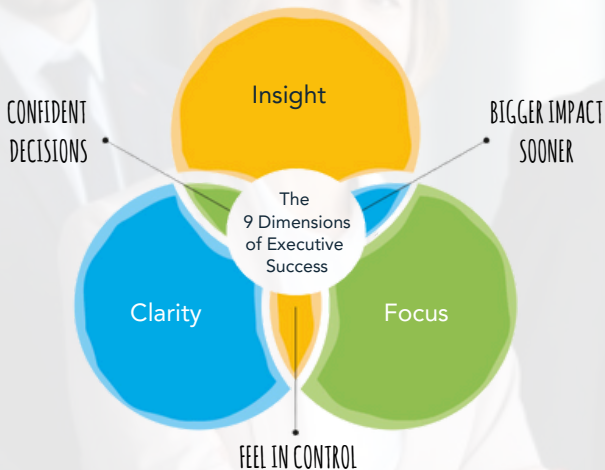 Insight
CONFIDENT
DECISIONS
BIGGER IMPACT
SOONER
The
9 Dimensions
of Executive
Success
Clarity
Focus
FEEL IN CONTROL